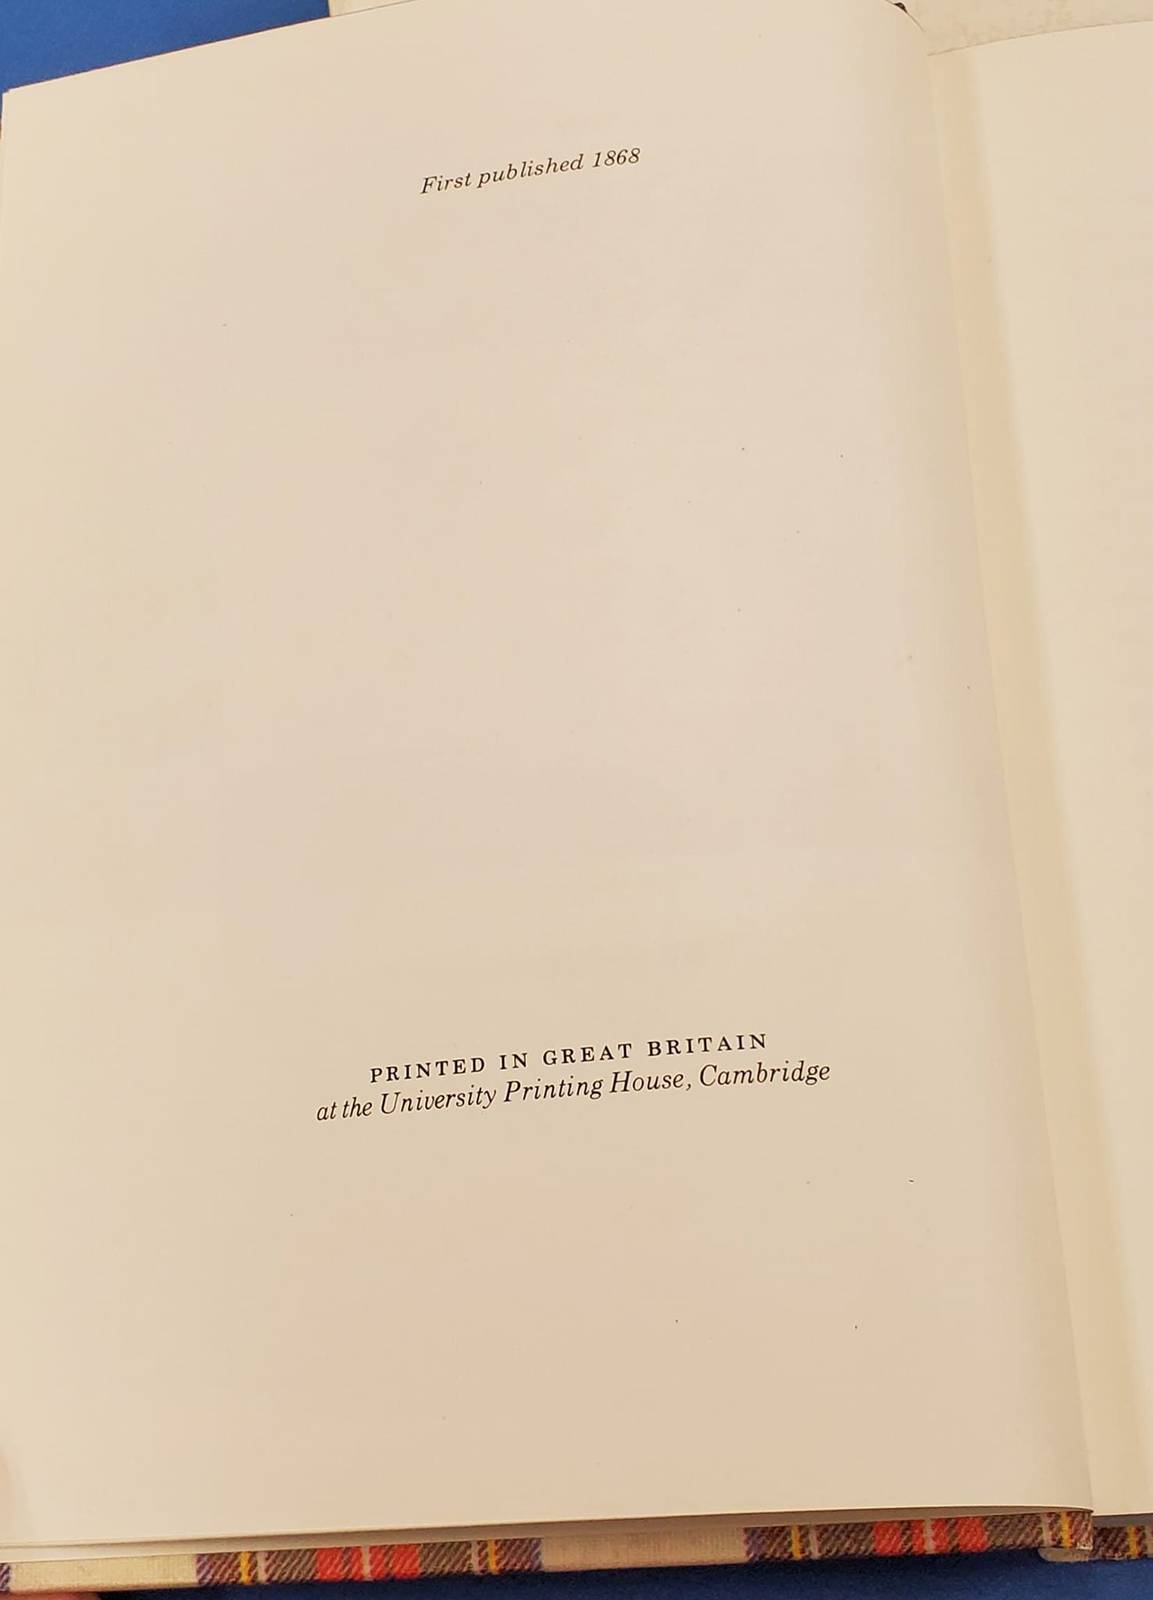 First published 1868
PRINTED IN GREAT BRITAIN
at the University Printing House, Cambridge